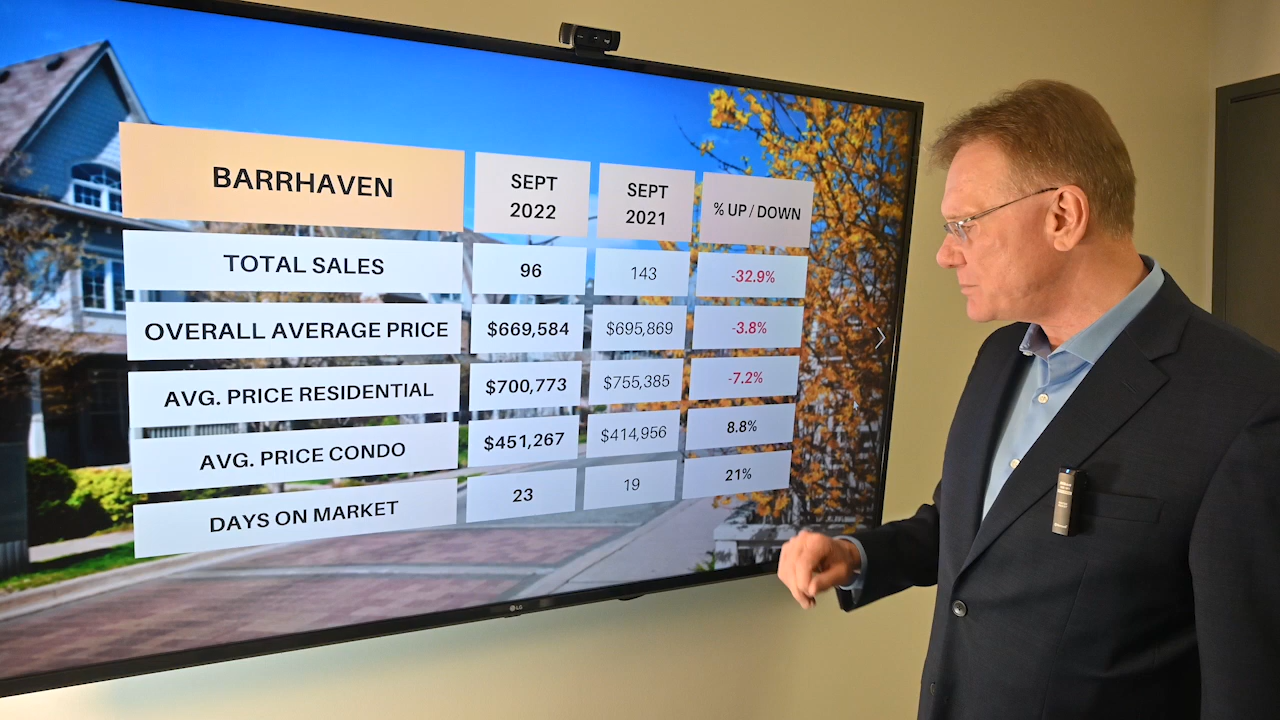 BARRHAVEN
SEPT 2022
SEPT 2021
% UP / DOWN
TOTAL SALES 96 143 -32.9%
OVERALL AVERAGE PRICE $669,584 $695,869 -3.8%
AVG. PRICE RESIDENTIAL $700,773 $755,385 -7.2%
AVG. PRICE CONDO $451,267 $414,956 8.8%
DAYS ON MARKET 23 19 21%
LG